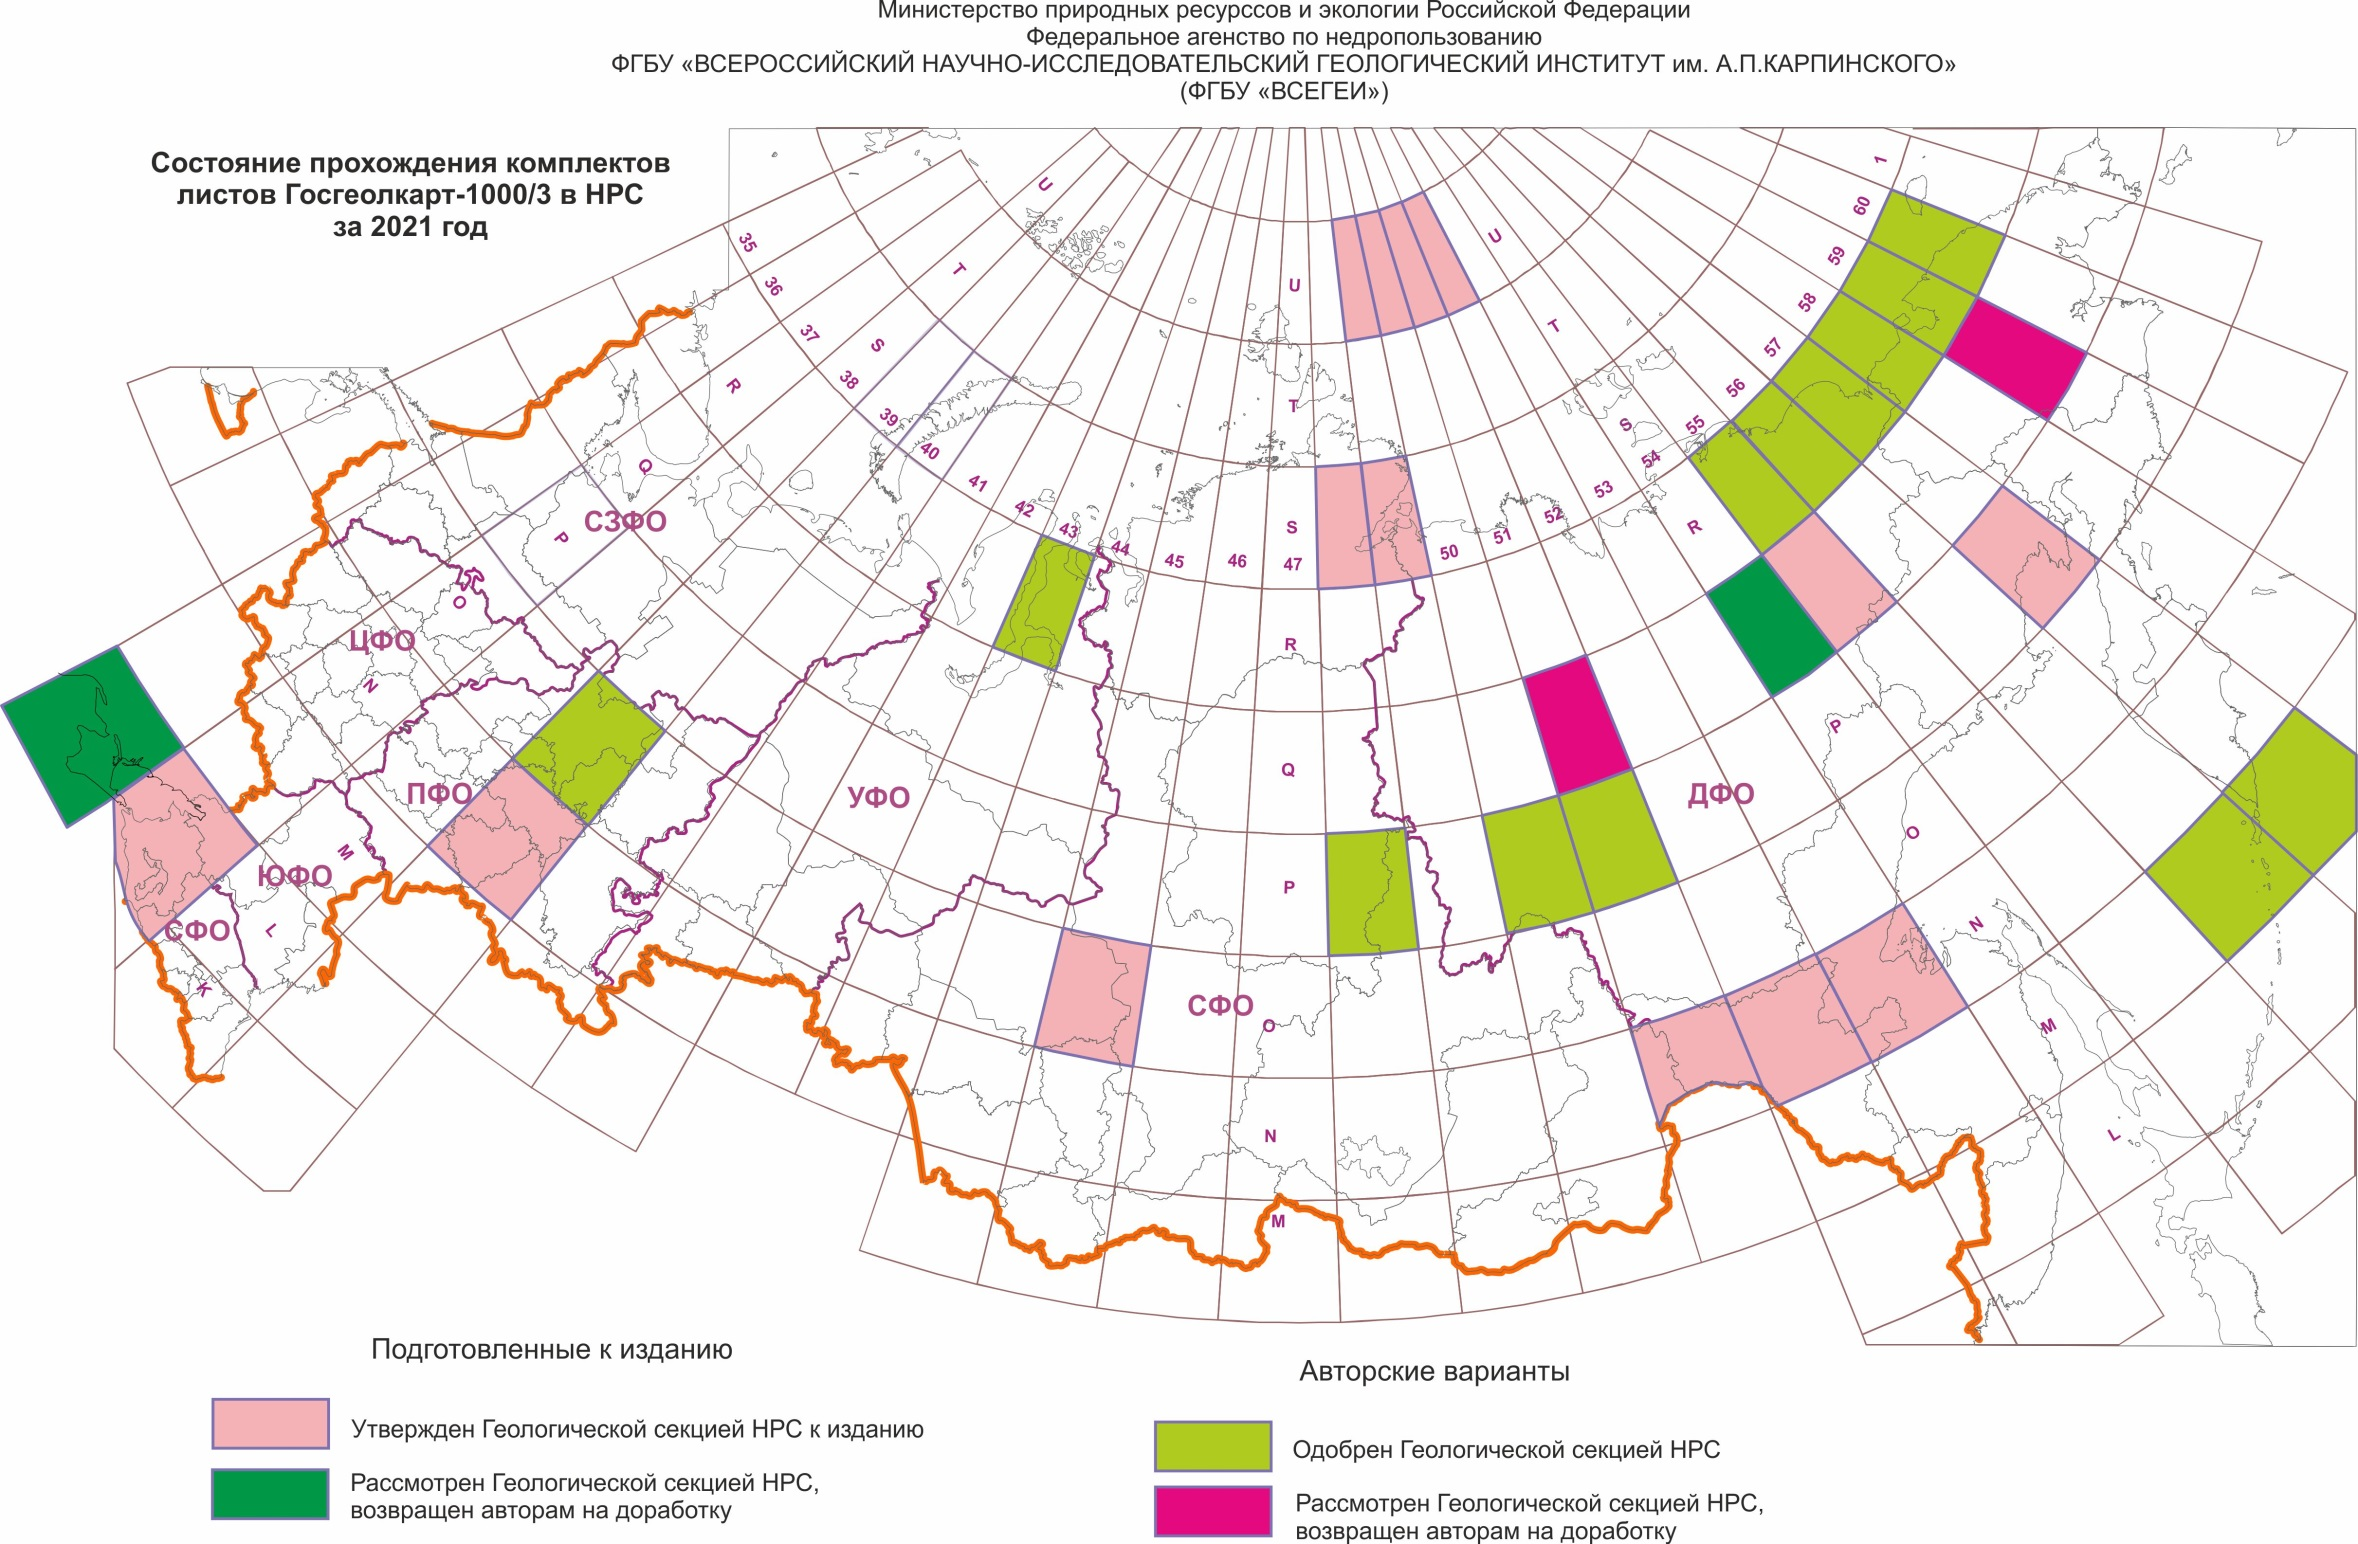 Министерство природных ресурссов и экологии Российской Федерации
Федеральное агенство по недропользованию
ФГБУ «ВСЕРОССИЙСКИЙ НАУЧНО-ИССЛЕДОВАТЕЛЬСКИЙ ГЕОЛОГИЧЕСКИЙ ИНСТИТУТ им. А.П.КАРПИНСКОГО»
(ФГБУ «ВСЕГЕИ»)
Состояние прохождения комплектов
листов Госгеолкарт-1000/3 в НРС
за 2021 год
1
60
59
58
57
56
55
54
53
52
51
50
35
36
37
38
39
40
41
42
43
44
45
46
47
U
T
S
R
Q
P
O
N
M
L
K
U
T
S
R
Q
P
O
N
M
U
T
S
R
P
O
N
M
L
СЗФО
ЦФО
ПФО
ЮФО
СФО
УФО
СФО
ДФО
Подготовленные к изданию
Утвержден Геологической секцией НРС к изданию
Рассмотрен Геологической секцией НРС,
возвращен авторам на доработку
Авторские варианты
Одобрен Геологической секцией НРС
Рассмотрен Геологической секцией НРС,
возвращен авторам на доработку